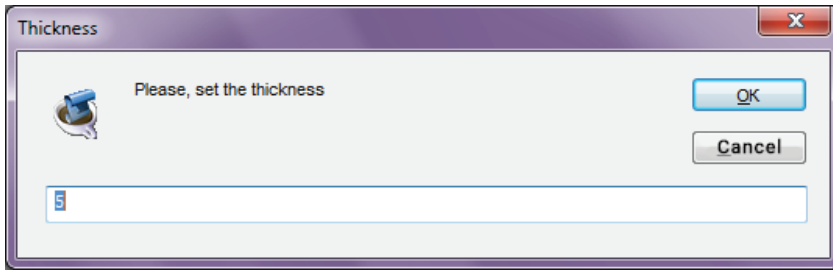 Thickness
Please, set the thickness
OK
Cancel
5